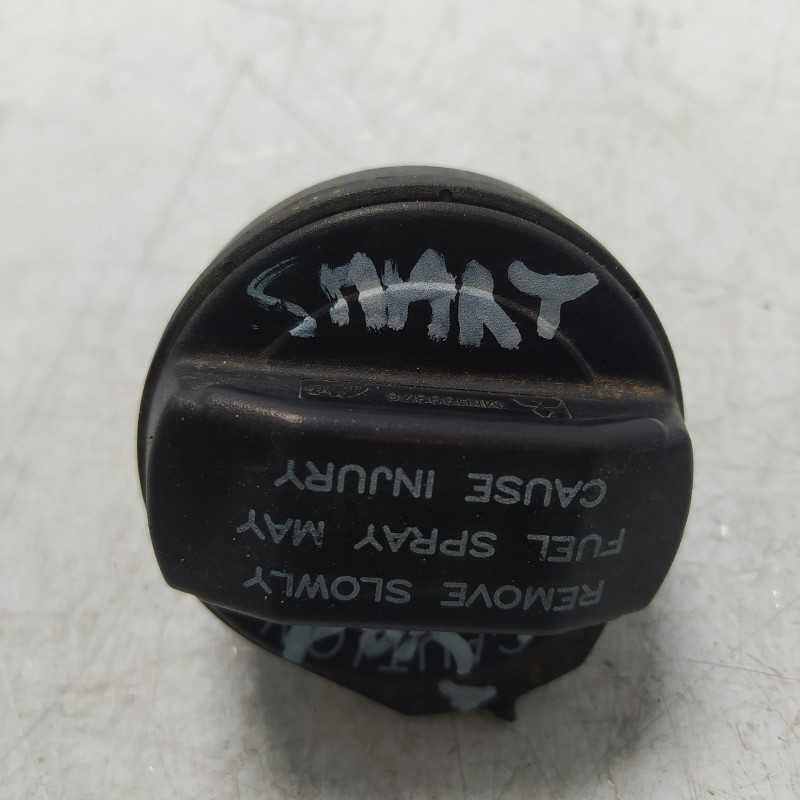 SMART
REMOVE SLOWLY
FUEL SPRAY MAY
CAUSE INJURY